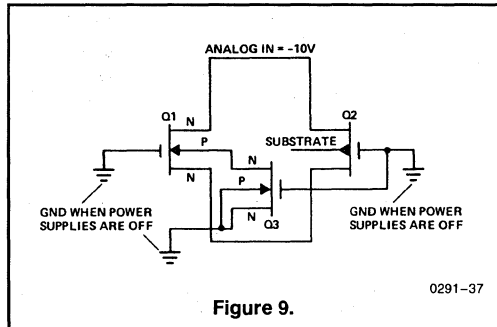 ANALOG IN = -10V
Q1
N
P
N
Q2
SUBSTRATE
N
P
N
Q3
GND WHEN POWER
SUPPLIES ARE OFF
GND WHEN POWER
SUPPLIES ARE OFF
0291-37
Figure 9.